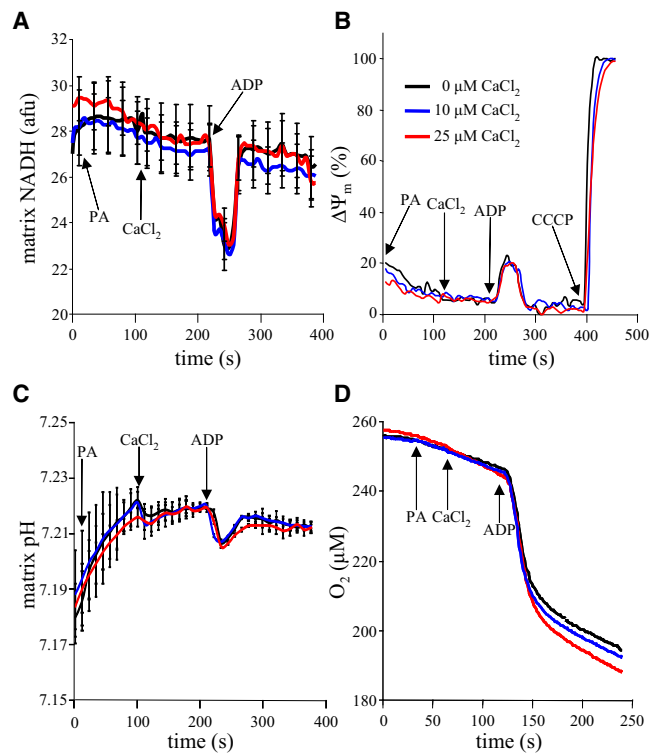 A
matrix NADH (afu)
32
30
28
26
24
22
20
0 100 200 300 400
time (s)
PA
CaCl₂
ADP
B
ΔΨm (%)
100
80
60
40
20
0
0 100 200 300 400 500
time (s)
0 μM CaCl₂
10 μM CaCl₂
25 μM CaCl₂
PA
CaCl₂
ADP
CCCP
C
matrix pH
7.25
7.23
7.21
7.19
7.17
7.15
0 100 200 300 400
time (s)
PA
CaCl₂
ADP
D
O₂ (μM)
260
240
220
200
180
0 50 100 150 200 250
time (s)
PA
CaCl₂
ADP